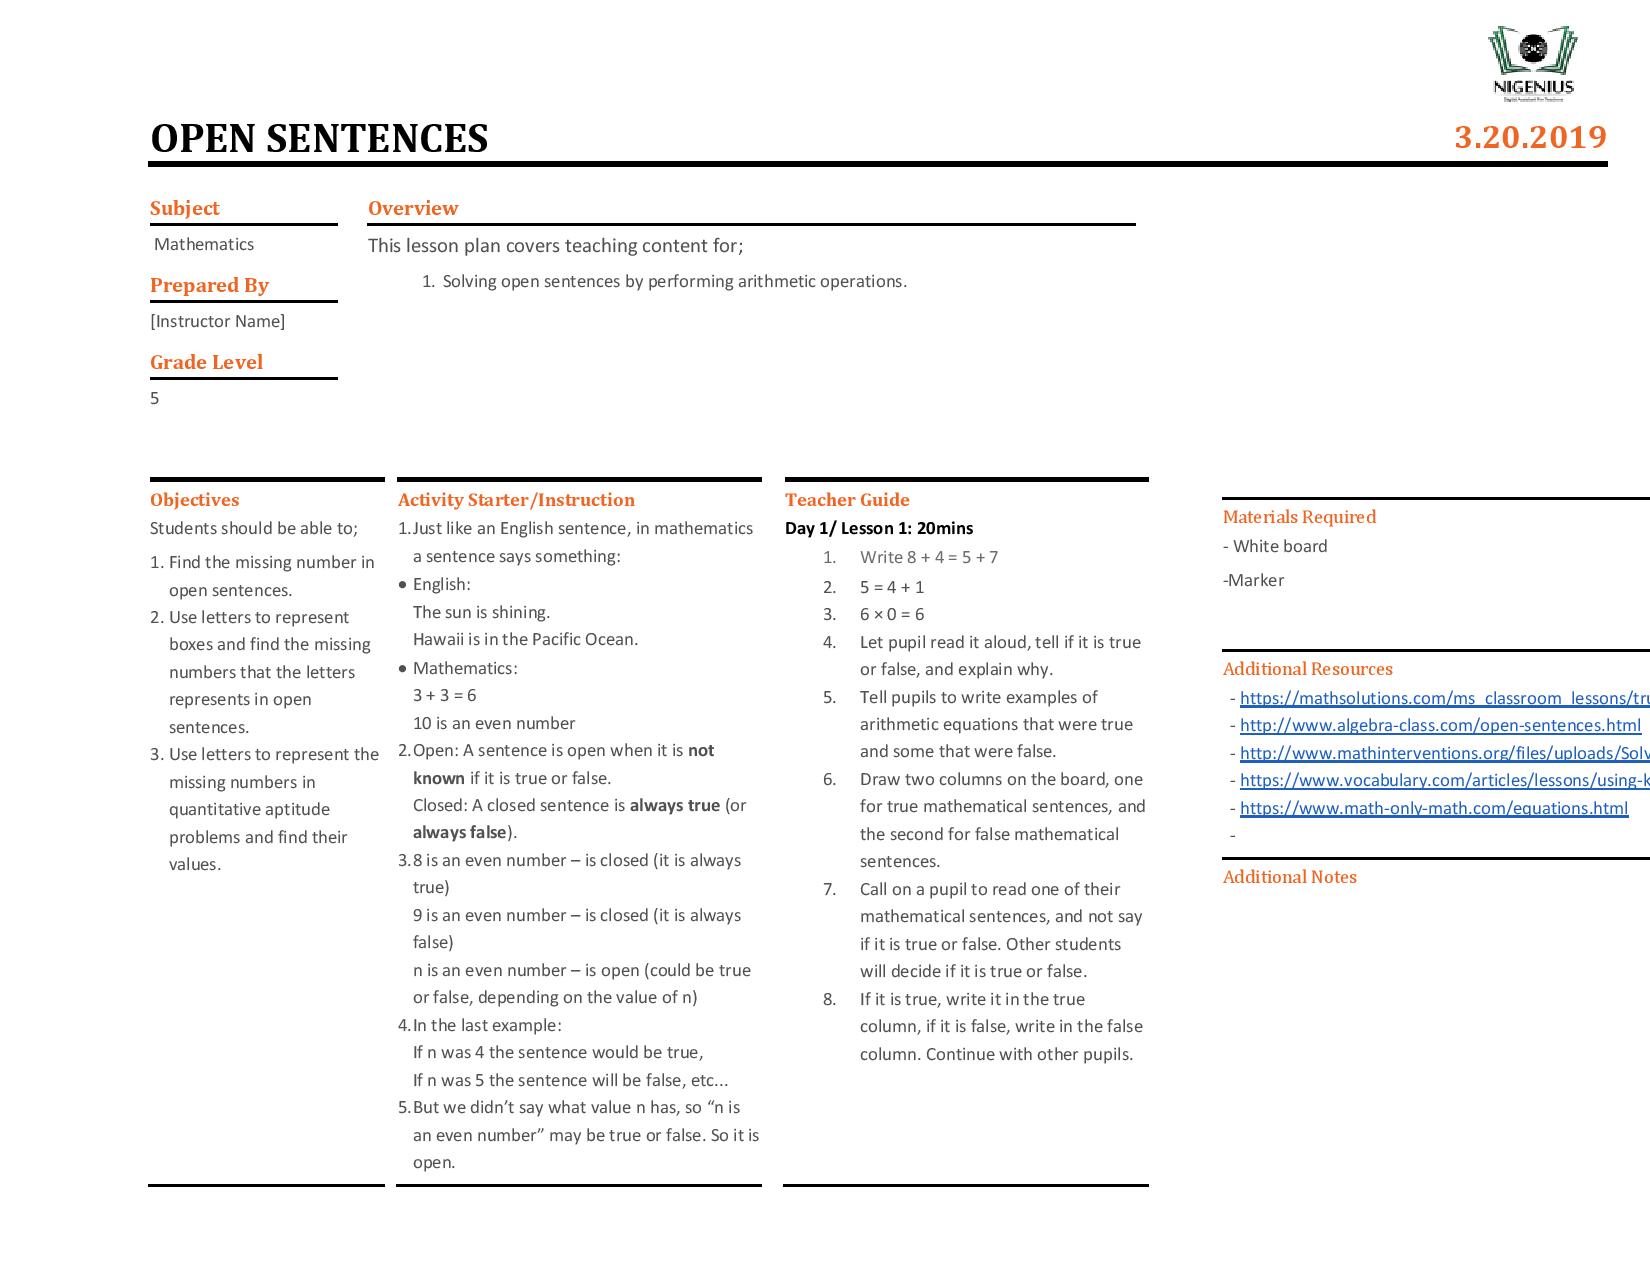 NIGENIUS
Digital Assistant For Teachers
OPEN SENTENCES
3.20.2019
Subject
Mathematics
Prepared By
[Instructor Name]
Grade Level
5
Overview
This lesson plan covers teaching content for;
1. Solving open sentences by performing arithmetic operations.
Objectives
Students should be able to;
1. Find the missing number in
open sentences.
2. Use letters to represent
boxes and find the missing
numbers that the letters
represents in open
sentences.
3. Use letters to represent the
missing numbers in
quantitative aptitude
problems and find their
values.
Activity Starter/Instruction
1.Just like an English sentence, in mathematics
a sentence says something:
• English:
The sun is shining.
Hawaii is in the Pacific Ocean.
• Mathematics:
3 + 3 = 6
10 is an even number
2.Open: A sentence is open when it is not
known if it is true or false.
Closed: A closed sentence is always true (or
always false).
3.8 is an even number – is closed (it is always
true)
9 is an even number – is closed (it is always
false)
n is an even number – is open (could be true
or false, depending on the value of n)
4.In the last example:
If n was 4 the sentence would be true,
If n was 5 the sentence will be false, etc...
5.But we didn’t say what value n has, so “n is
an even number” may be true or false. So it is
open.
Teacher Guide
Day 1/ Lesson 1: 20mins
1. Write 8 + 4 = 5 + 7
2. 5 = 4 + 1
3. 6 × 0 = 6
4. Let pupil read it aloud, tell if it is true
or false, and explain why.
5. Tell pupils to write examples of
arithmetic equations that were true
and some that were false.
6. Draw two columns on the board, one
for true mathematical sentences, and
the second for false mathematical
sentences.
7. Call on a pupil to read one of their
mathematical sentences, and not say
if it is true or false. Other students
will decide if it is true or false.
8. If it is true, write it in the true
column, if it is false, write in the false
column. Continue with other pupils.
Materials Required
- White board
-Marker
Additional Resources
- https://mathsolutions.com/ms_classroom_lessons/tru
- http://www.algebra-class.com/open-sentences.html
- http://www.mathinterventions.org/files/uploads/Solv
- https://www.vocabulary.com/articles/lessons/using-k
- https://www.math-only-math.com/equations.html
-
Additional Notes